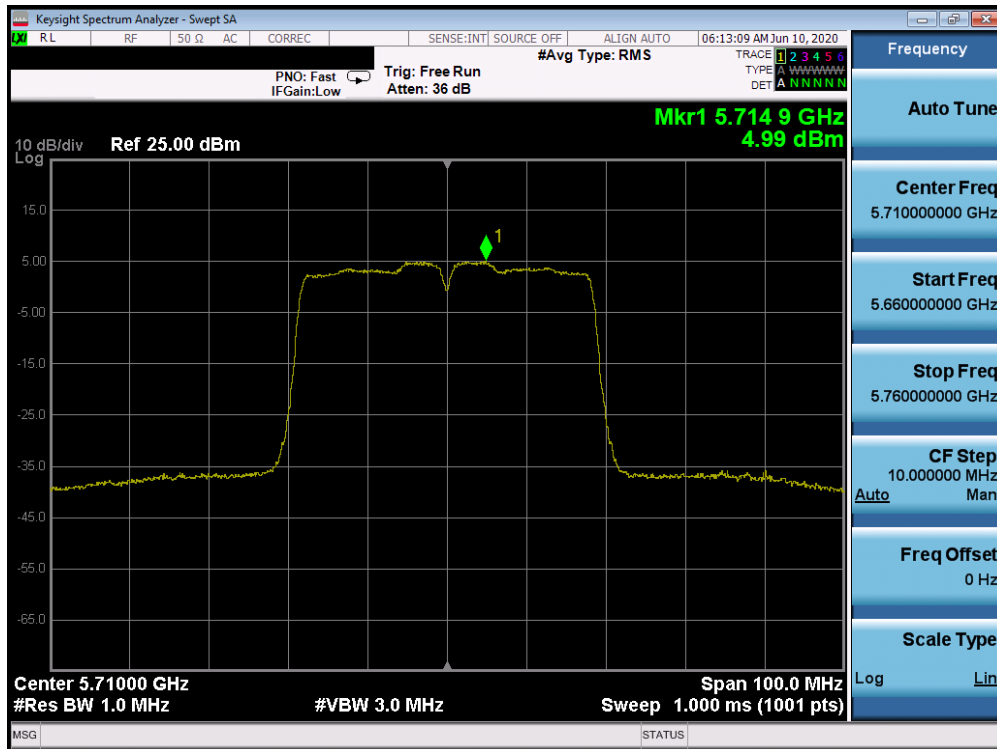 Keysight Spectrum Analyzer - Swept SA
LXI RL RF 50 Ω AC CORREC SENSE:INT SOURCE OFF ALIGN AUTO 06:13:09 AM Jun 10, 2020
Frequency
#Avg Type: RMS
TRACE 1 2 3 4 5 6
PNO: Fast Trig: Free Run
TYPE A WWWWW
IFGain:Low Atten: 36 dB
DET A N N N N N
Mkr1 5.714 9 GHz
4.99 dBm
10 dB/div Ref 25.00 dBm
Log
15.0
5.00
-5.00
-15.0
-25.0
-35.0
-45.0
-55.0
-65.0
1
Center 5.71000 GHz Span 100.0 MHz
#Res BW 1.0 MHz #VBW 3.0 MHz Sweep 1.000 ms (1001 pts)
Auto Tune
Center Freq
5.710000000 GHz
Start Freq
5.660000000 GHz
Stop Freq
5.760000000 GHz
CF Step
10.000000 MHz
Auto Man
Freq Offset
0 Hz
Scale Type
Log Lin
MSG STATUS